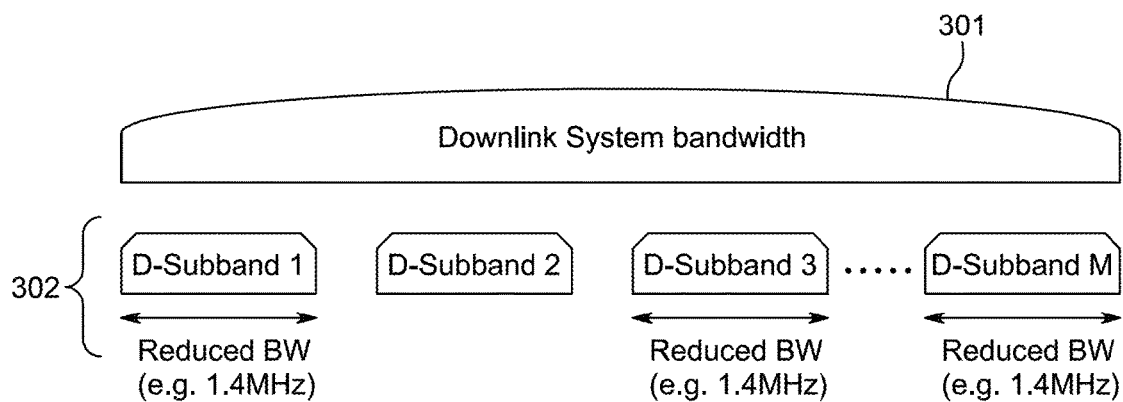 301
Downlink System bandwidth
302
D-Subband 1
D-Subband 2
D-Subband 3
.....
D-Subband M
Reduced BW
(e.g. 1.4MHz)
Reduced BW
(e.g. 1.4MHz)
Reduced BW
(e.g. 1.4MHz)